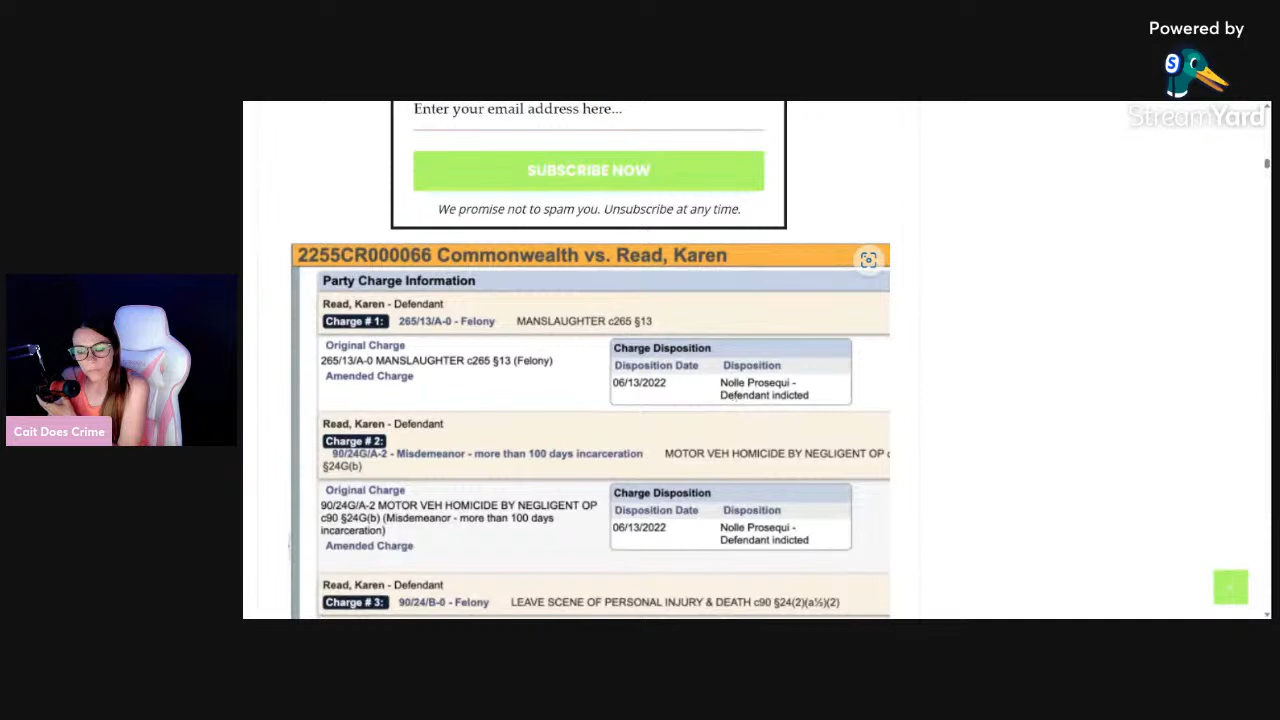 Powered by
S
StreamYard
Enter your email address here...
SUBSCRIBE NOW
We promise not to spam you. Unsubscribe at any time.
2255CR000066 Commonwealth vs. Read, Karen
Party Charge Information
Read, Karen - Defendant
Charge # 1: 265/13/A-0 - Felony MANSLAUGHTER c265 §13
Original Charge
265/13/A-0 MANSLAUGHTER c265 §13 (Felony)
Amended Charge
Charge Disposition
Disposition Date Disposition
06/13/2022 Nolle Prosequi -
Defendant indicted
Read, Karen - Defendant
Charge # 2:
90/24G/A-2 - Misdemeanor - more than 100 days incarceration MOTOR VEH HOMICIDE BY NEGLIGENT OP c
§24G(b)
Original Charge
90/24G/A-2 MOTOR VEH HOMICIDE BY NEGLIGENT OP
c90 §24G(b) (Misdemeanor - more than 100 days
incarceration)
Amended Charge
Charge Disposition
Disposition Date Disposition
06/13/2022 Nolle Prosequi -
Defendant indicted
Read, Karen - Defendant
Charge # 3: 90/24/B-0 - Felony LEAVE SCENE OF PERSONAL INJURY & DEATH c90 §24(2)(a½)(2)
Cait Does Crime